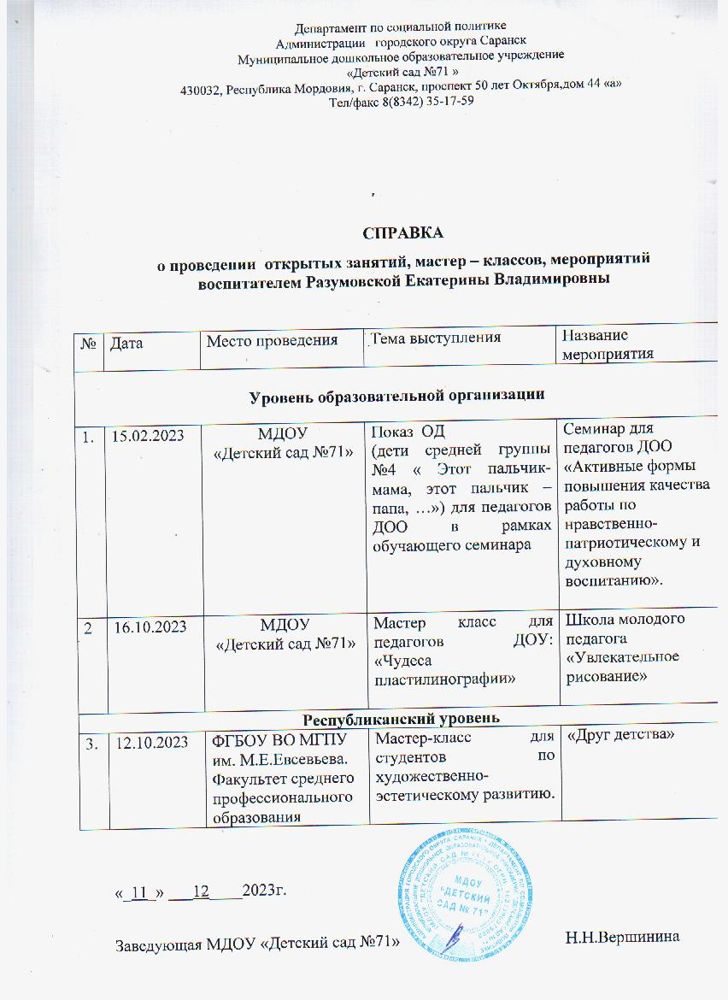 Департамент по социальной политике
Администрации городского округа Саранск
Муниципальное дошкольное образовательное учреждение
«Детский сад №71 »
430032, Республика Мордовия, г. Саранск, проспект 50 лет Октября,дом 44 «а»
Тел/факс 8(8342) 35-17-59
СПРАВКА
о проведении открытых занятий, мастер – классов, мероприятий
воспитателем Разумовской Екатерины Владимировны
№ Дата Место проведения Тема выступления Название
мероприятия
Уровень образовательной организации
1. 15.02.2023
МДОУ
«Детский сад №71»
Показ ОД
(дети средней группы
№4 « Этот пальчик-
мама, этот пальчик –
папа, …») для педагогов
ДОО в рамках
обучающего семинара
Семинар для
педагогов ДОО
«Активные формы
повышения качества
работы по
нравственно-
патриотическому и
духовному
воспитанию».
2 16.10.2023
МДОУ
«Детский сад №71»
Мастер класс для
педагогов ДОУ:
«Чудеса
пластилинографии»
Школа молодого
педагога
«Увлекательное
рисование»
Республиканский уровень
3. 12.10.2023
ФГБОУ ВО МГПУ
им. М.Е.Евсевьева.
Факультет среднего
профессионального
образования
Мастер-класс для
студентов по
художественно-
эстетическому развитию.
«Друг детства»
« 11 » 12 2023г.
МДОУ
"ДЕТСКИЙ
САД № 71"
Заведующая МДОУ «Детский сад №71» Н.Н.Вершинина